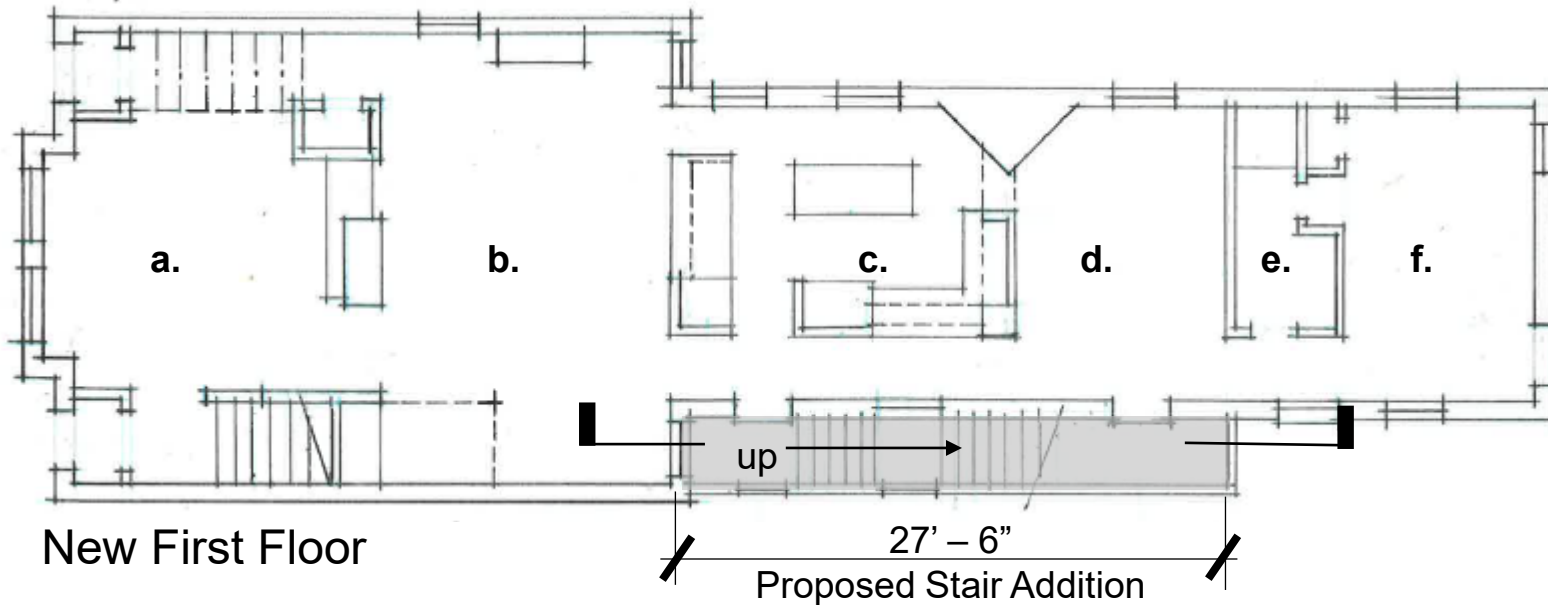 a.
b.
c.
d.
e.
f.
up
New First Floor
27’ – 6”
Proposed Stair Addition